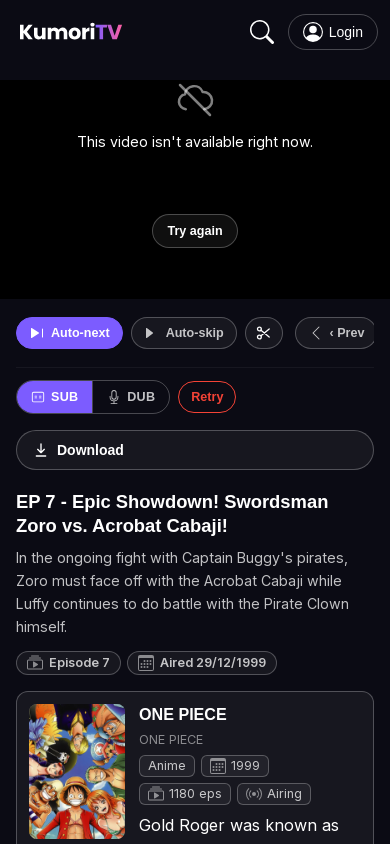 KumoriTV
Login
This video isn't available right now.
Try again
Auto-next
Auto-skip
‹ Prev
SUB
DUB
Retry
Download
EP 7 - Epic Showdown! Swordsman
Zoro vs. Acrobat Cabaji!
In the ongoing fight with Captain Buggy's pirates,
Zoro must face off with the Acrobat Cabaji while
Luffy continues to do battle with the Pirate Clown
himself.
Episode 7
Aired 29/12/1999
ONE PIECE
ONE PIECE
Anime
1999
1180 eps
Airing
Gold Roger was known as